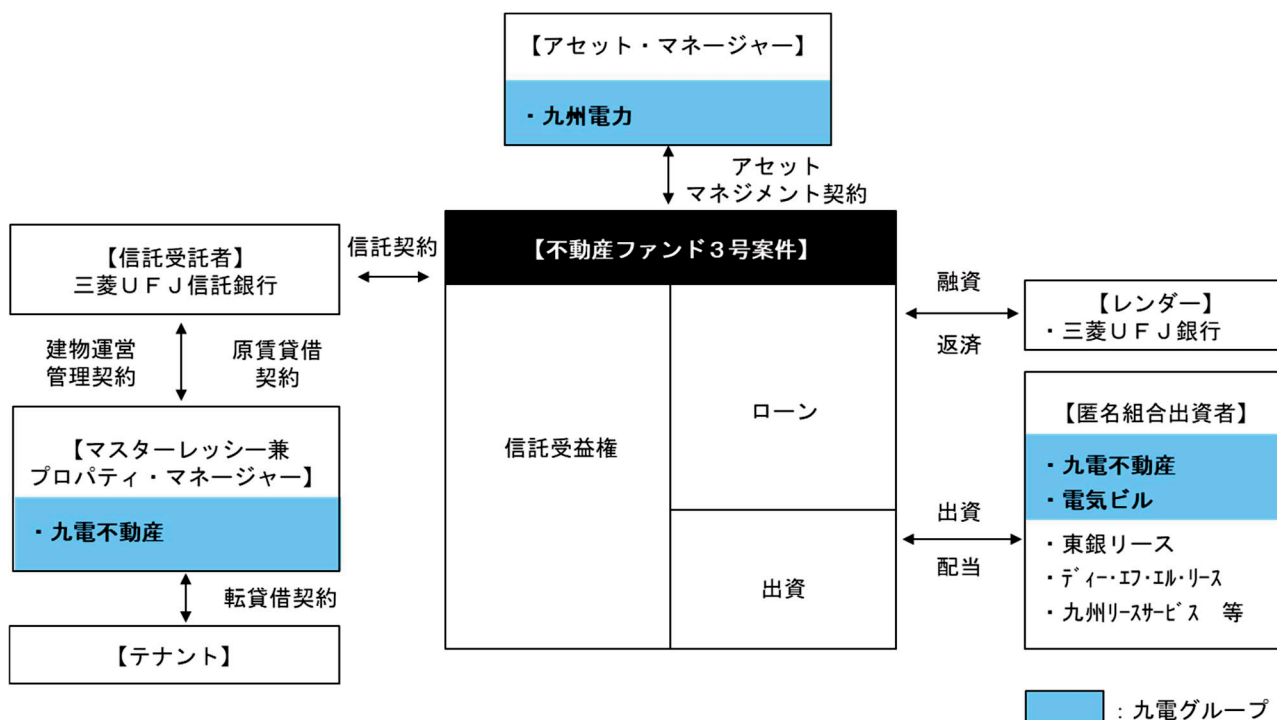 【アセット・マネージャー】
・九州電力
アセット
マネジメント契約
【信託受託者】
三菱ＵＦＪ信託銀行
信託契約
【不動産ファンド３号案件】
融資
返済
【レンダー】
・三菱ＵＦＪ銀行
建物運営
管理契約
原賃貸借
契約
【マスターレッシー兼
プロパティ・マネージャー】
・九電不動産
信託受益権
ローン
出資
出資
配当
【匿名組合出資者】
・九電不動産
・電気ビル
・東銀リース
・ﾃﾞｨｰ・ｴﾌ・ｴﾙ・ﾘｰｽ
・九州ﾘｰｽｻｰﾋﾞｽ　等
転貸借契約
【テナント】
：九電グループ